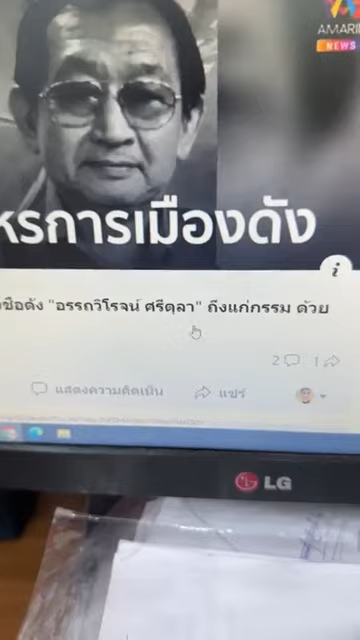 AMARIN
NEWS
หรการเมืองดัง
ชื่อดัง "อรรถวิโรจน์ ศรีตุลา" ถึงแก่กรรม ด้วย
2 1
แสดงความคิดเห็น แชร์
LG